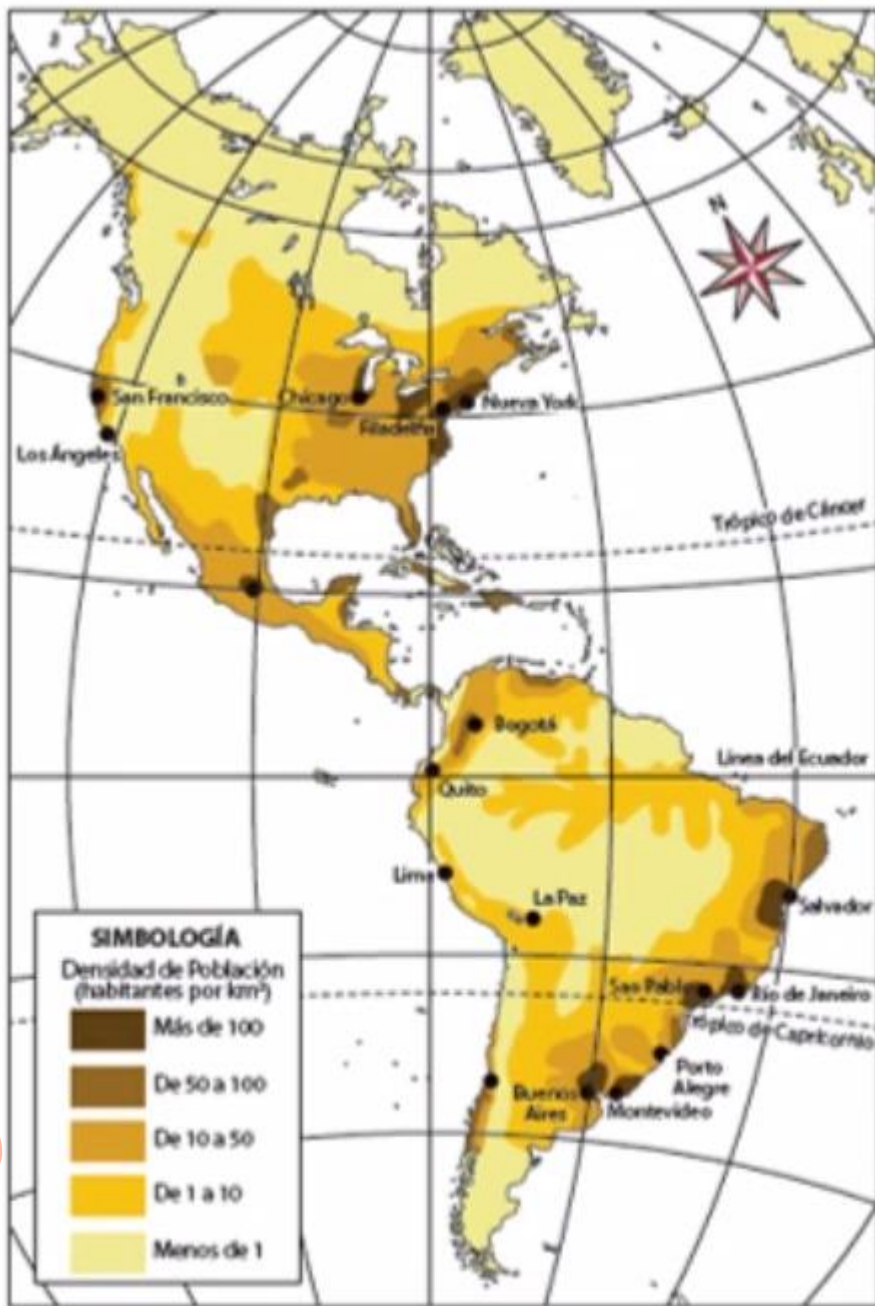 N
San Francisco
Chicago
Nueva York
Filadelfia
Los Ángeles
Trópico de Cáncer
Bogotá
Línea del Ecuador
Quito
Lima
La Paz
Salvador
Sao Pablo
Río de Janeiro
Trópico de Capricornio
Porto
Alegre
Buenos
Aires
Montevideo
SIMBOLOGÍA
Densidad de Población
(habitantes por km²)
Más de 100
De 50 a 100
De 10 a 50
De 1 a 10
Menos de 1